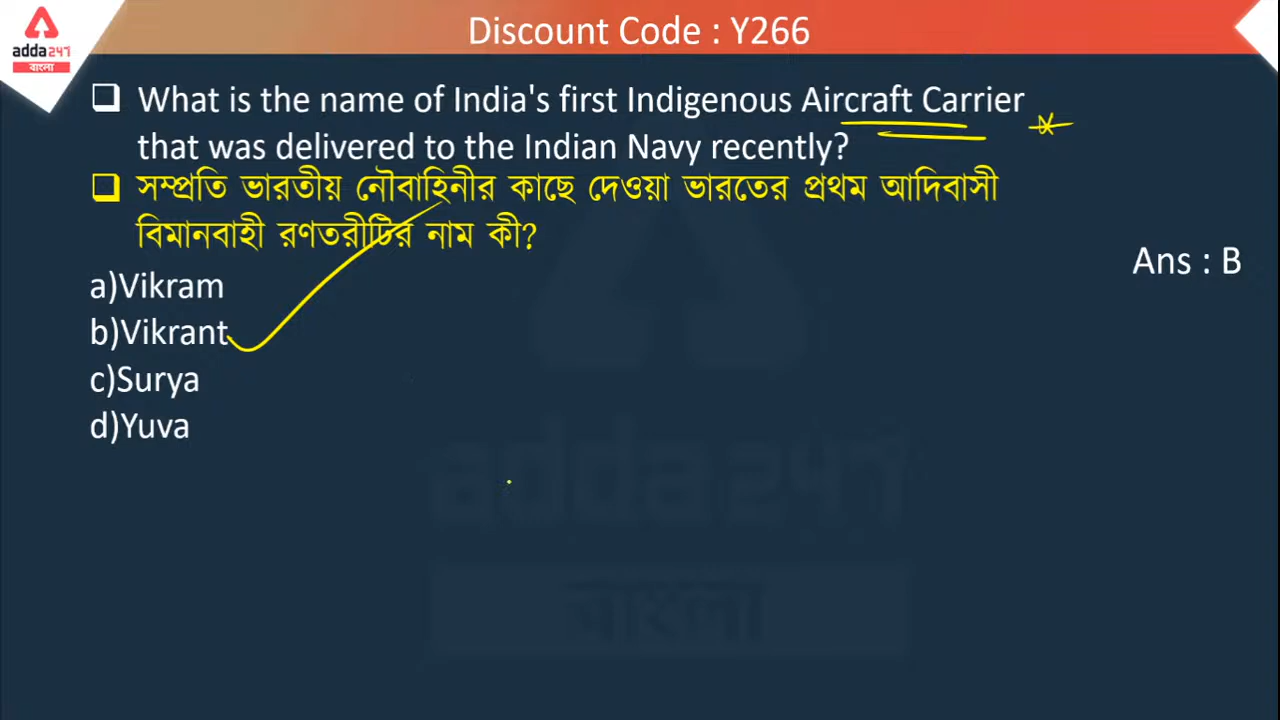 Discount Code : Y266
adda247
বাংলা
What is the name of India's first Indigenous Aircraft Carrier
that was delivered to the Indian Navy recently?
সম্প্রতি ভারতীয় নৌবাহিনীর কাছে দেওয়া ভারতের প্রথম আদিবাসী
বিমানবাহী রণতরীটির নাম কী?
Ans : B
a)Vikram
b)Vikrant
c)Surya
d)Yuva
adda247
বাংলা